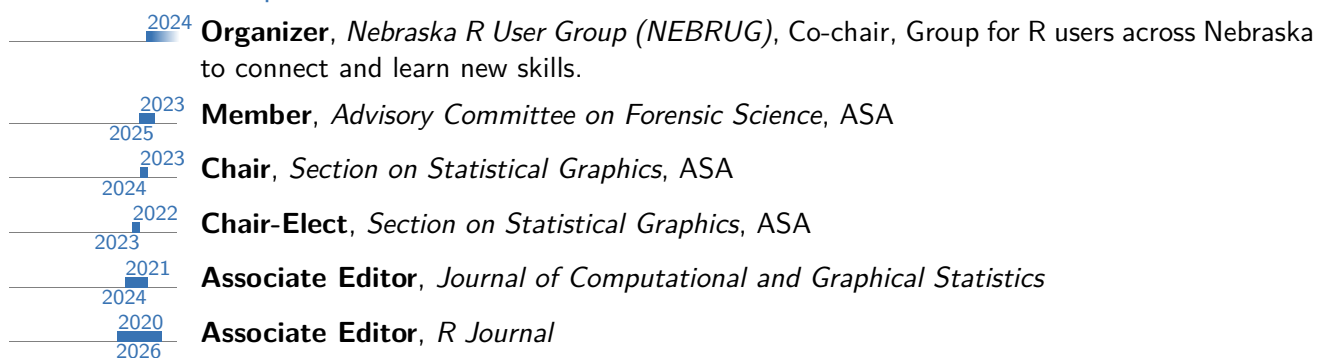 2024 Organizer, Nebraska R User Group (NEBRUG), Co-chair, Group for R users across Nebraska
to connect and learn new skills.
2023
2025 Member, Advisory Committee on Forensic Science, ASA
2023
2024 Chair, Section on Statistical Graphics, ASA
2022
2023 Chair-Elect, Section on Statistical Graphics, ASA
2021
2024 Associate Editor, Journal of Computational and Graphical Statistics
2020
2026 Associate Editor, R Journal